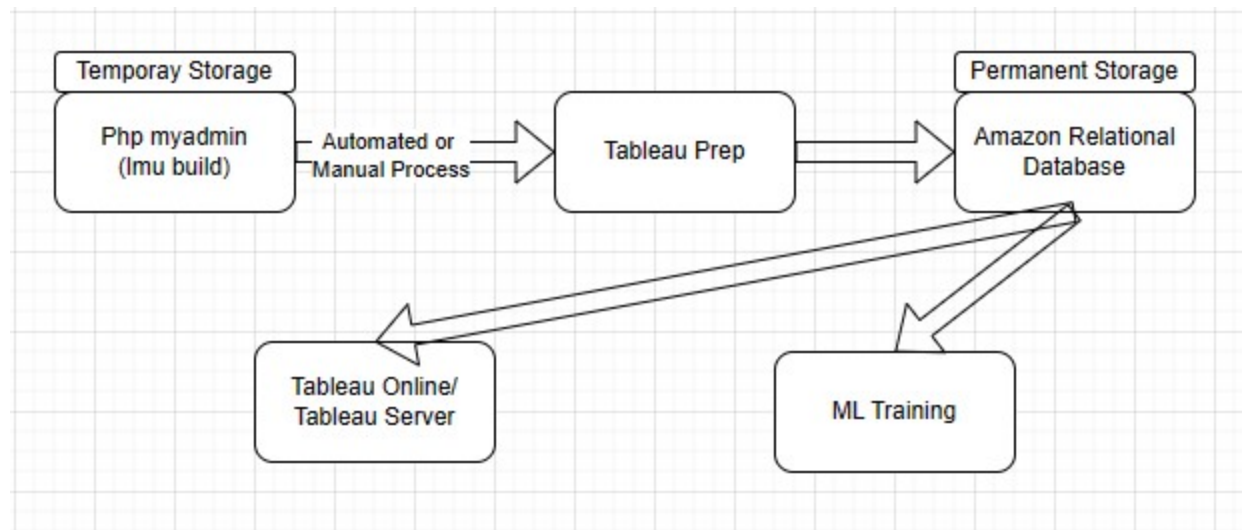 Temporay Storage
Permanent Storage
Php myadmin
(Imu build)
Automated or
Manual Process
Tableau Prep
Amazon Relational
Database
Tableau Online/
Tableau Server
ML Training